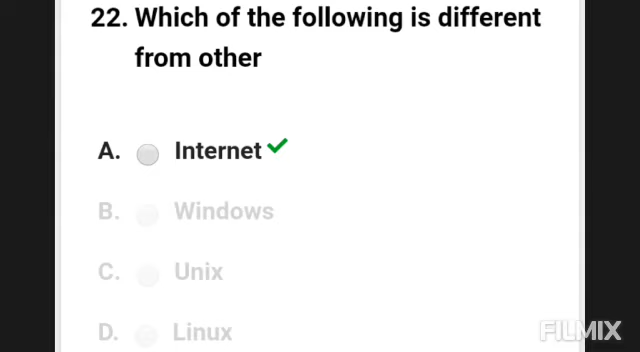 22. Which of the following is different
from other
A. Internet
B. Windows
C. Unix
D. Linux
FILMIX